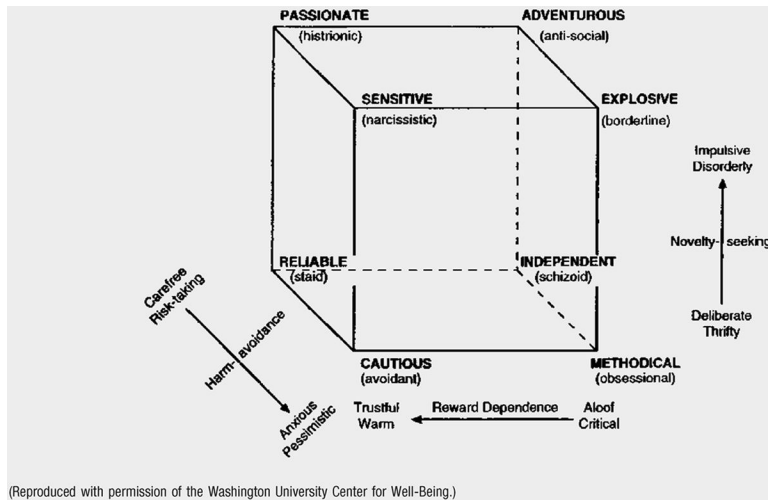 PASSIONATE
(histrionic)
ADVENTUROUS
(anti-social)
SENSITIVE
(narcissistic)
EXPLOSIVE
(borderline)
Impulsive
Disorderly
Novelty-seeking
Deliberate
Thrifty
RELIABLE
(staid)
INDEPENDENT
(schizoid)
Carefree
Risk-taking
Harm-avoidance
Anxious
Pessimistic
CAUTIOUS
(avoidant)
METHODICAL
(obsessional)
Trustful
Warm
Reward Dependence
Aloof
Critical
(Reproduced with permission of the Washington University Center for Well-Being.)